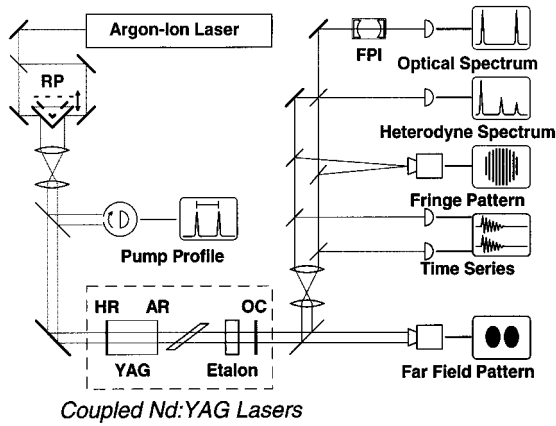 Argon-Ion Laser
RP
FPI
Optical Spectrum
Heterodyne Spectrum
Fringe Pattern
Pump Profile
Time Series
HR AR OC
YAG Etalon
Far Field Pattern
Coupled Nd:YAG Lasers